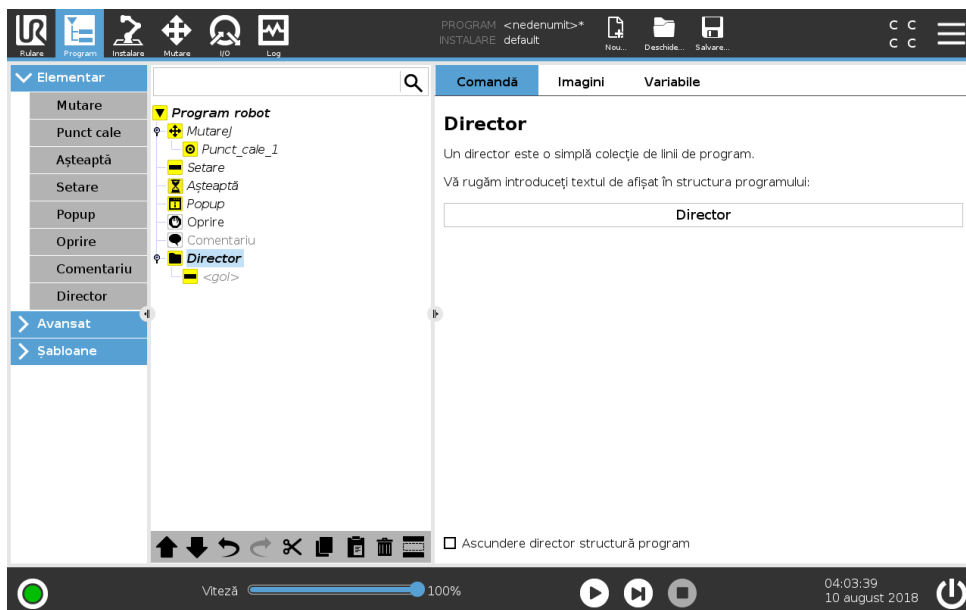 PROGRAM <nedenumit>*
INSTALARE default
Rulare Program Instalare Mutare I/O Log Nou... Deschide... Salvare...
C C
C C
Elementar
Mutare
Punct cale
Așteaptă
Setare
Popup
Oprire
Comentariu
Director
Avansat
Șabloane
Program robot
MutareJ
Punct_cale_1
Setare
Așteaptă
Popup
Oprire
Comentariu
Director
<gol>
Comandă Imagini Variabile
Director
Un director este o simplă colecție de linii de program.
Vă rugăm introduceți textul de afișat în structura programului:
Director
Ascundere director structură program
Viteză 100%
04:03:39
10 august 2018